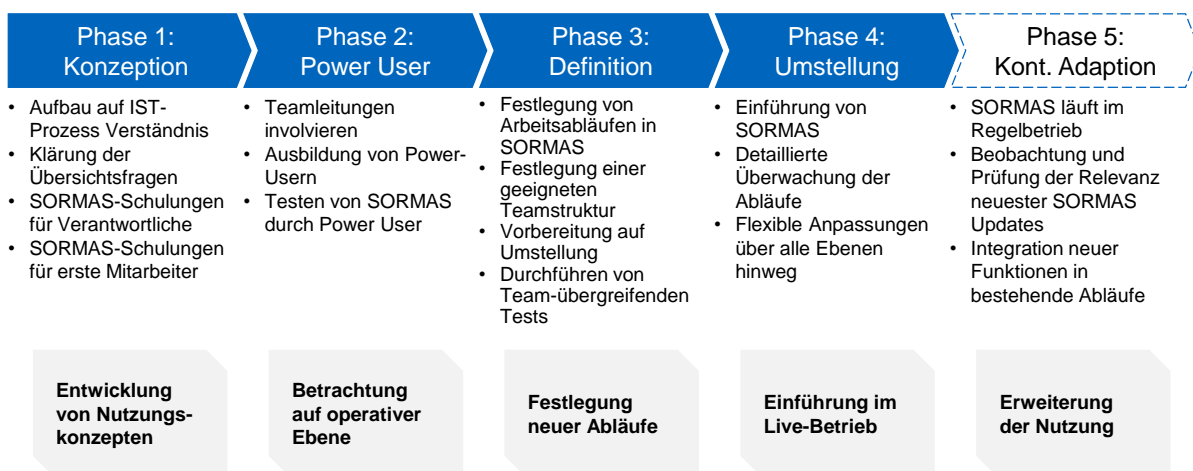 Phase 1:
Konzeption
Phase 2:
Power User
Phase 3:
Definition
Phase 4:
Umstellung
Phase 5:
Kont. Adaption
• Aufbau auf IST-
Prozess Verständnis
• Klärung der
Übersichtsfragen
• SORMAS-Schulungen
für Verantwortliche
• SORMAS-Schulungen
für erste Mitarbeiter
• Teamleitungen
involvieren
• Ausbildung von Power-
Usern
• Testen von SORMAS
durch Power User
• Festlegung von
Arbeitsabläufen in
SORMAS
• Festlegung einer
geeigneten
Teamstruktur
• Vorbereitung auf
Umstellung
• Durchführen von
Team-übergreifenden
Tests
• Einführung von
SORMAS
• Detaillierte
Überwachung der
Abläufe
• Flexible Anpassungen
über alle Ebenen
hinweg
• SORMAS läuft im
Regelbetrieb
• Beobachtung und
Prüfung der Relevanz
neuester SORMAS
Updates
• Integration neuer
Funktionen in
bestehende Abläufe
Entwicklung
von Nutzungs-
konzepten
Betrachtung
auf operativer
Ebene
Festlegung
neuer Abläufe
Einführung im
Live-Betrieb
Erweiterung
der Nutzung